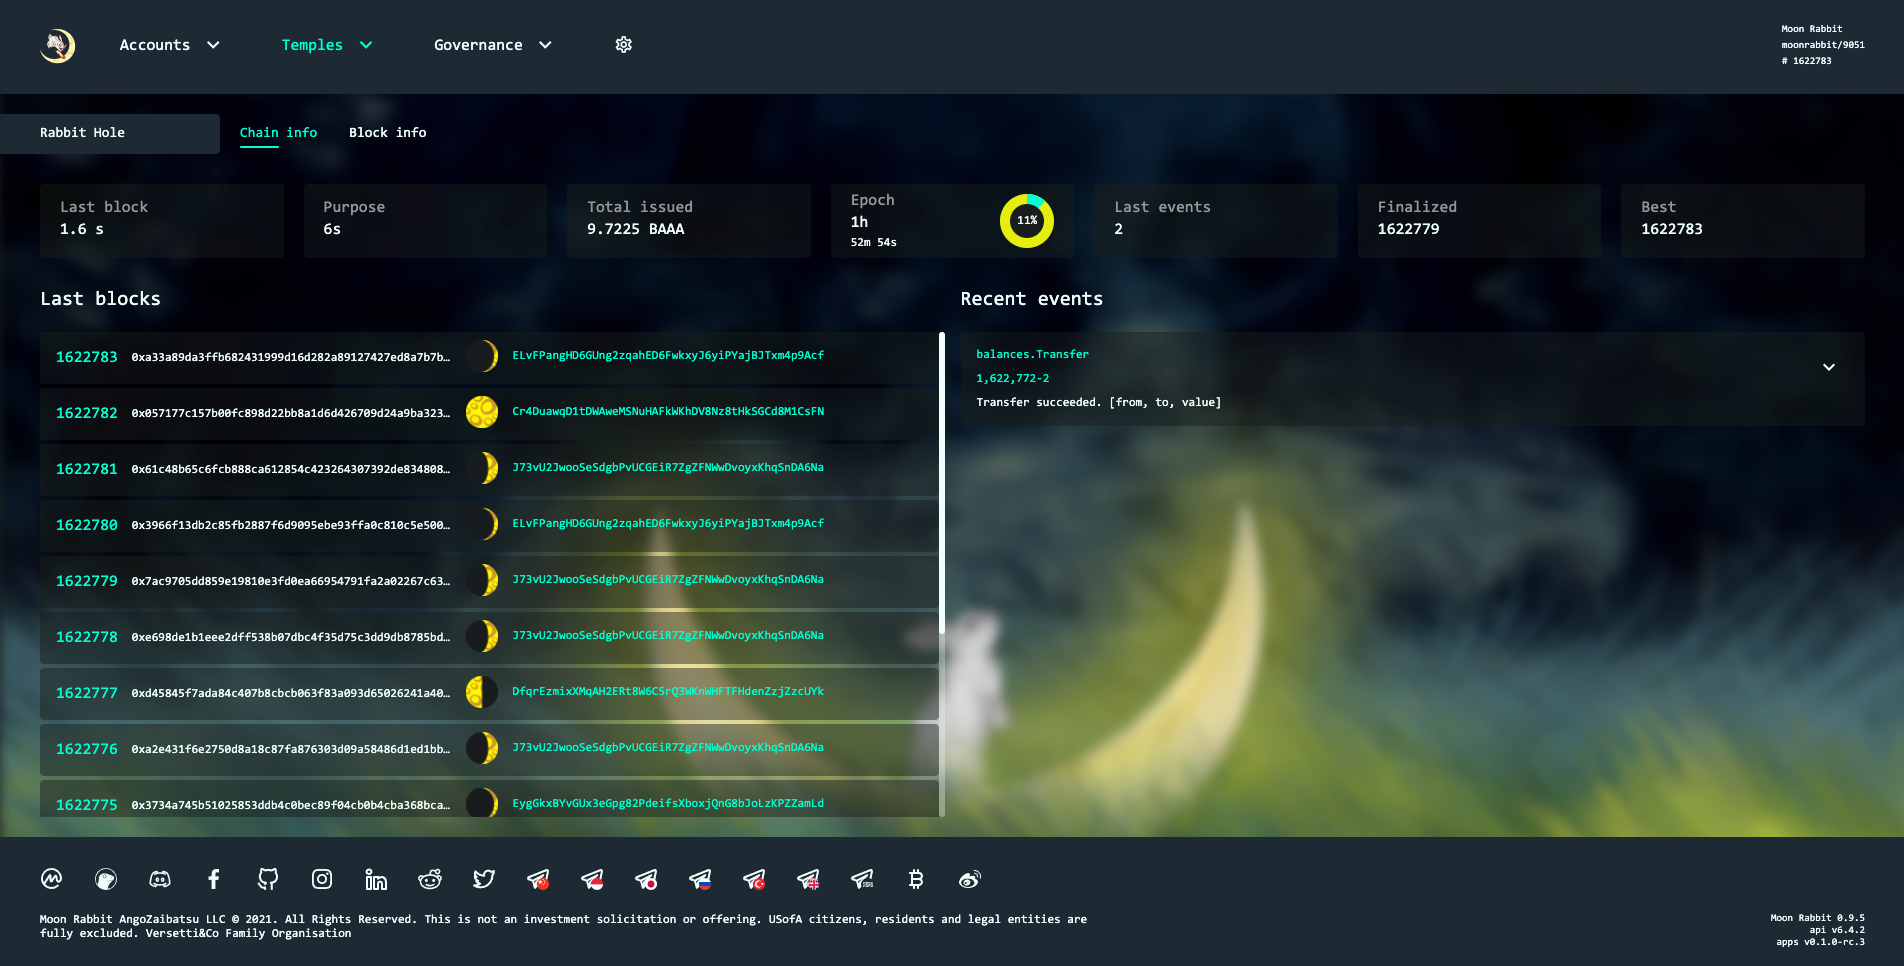 Accounts
Temples
Governance
Moon Rabbit
moonrabbit/9051
# 1622783
Rabbit Hole
Chain info
Block info
Last block
1.6 s
Purpose
6s
Total issued
9.7225 BAAA
Epoch
1h
52m 54s
11%
Last events
2
Finalized
1622779
Best
1622783
Last blocks
1622783 0xa33a89da3ffb682431999d16d282a89127427ed8a7b7b… ELvFPangHD6GUng2zqahED6FwkxyJ6yiPYajBJTxm4p9Acf
1622782 0x057177c157b00fc898d22bb8a1d6d426709d24a9ba323… Cr4DuawqD1tDWAweMSNuHAFkWKhDV8Nz8tHkSGCd8M1CsFN
1622781 0x61c48b65c6fcb888ca612854c423264307392de834808… J73vU2JwooSeSdgbPvUCGEiR7ZgZFNWwDvoyxKhqSnDA6Na
1622780 0x3966f13db2c85fb2887f6d9095ebe93ffa0c810c5e500… ELvFPangHD6GUng2zqahED6FwkxyJ6yiPYajBJTxm4p9Acf
1622779 0x7ac9705dd859e19810e3fd0ea66954791fa2a02267c63… J73vU2JwooSeSdgbPvUCGEiR7ZgZFNWwDvoyxKhqSnDA6Na
1622778 0xe698de1b1eee2dff538b07dbc4f35d75c3dd9db8785bd… J73vU2JwooSeSdgbPvUCGEiR7ZgZFNWwDvoyxKhqSnDA6Na
1622777 0xd45845f7ada84c407b8cbcb063f83a093d65026241a40… DfqrEzmixXMqAH2ERt8W6C5rQ3WKnWHFTFHdenZzjZzcUYk
1622776 0xa2e431f6e2750d8a18c87fa876303d09a58486d1ed1bb… J73vU2JwooSeSdgbPvUCGEiR7ZgZFNWwDvoyxKhqSnDA6Na
1622775 0x3734a745b51025853ddb4c0bec89f04cb0b4cba368bca… EygGkxBYvGUx3eGpg82PdeifsXboxjQnG8bJoLzKPZZamLd
Recent events
balances.Transfer
1,622,772-2
Transfer succeeded. [from, to, value]
Moon Rabbit AngoZaibatsu LLC © 2021. All Rights Reserved. This is not an investment solicitation or offering. USofA citizens, residents and legal entities are
fully excluded. Versetti&Co Family Organisation
Moon Rabbit 0.9.5
api v6.4.2
apps v0.1.0-rc.3